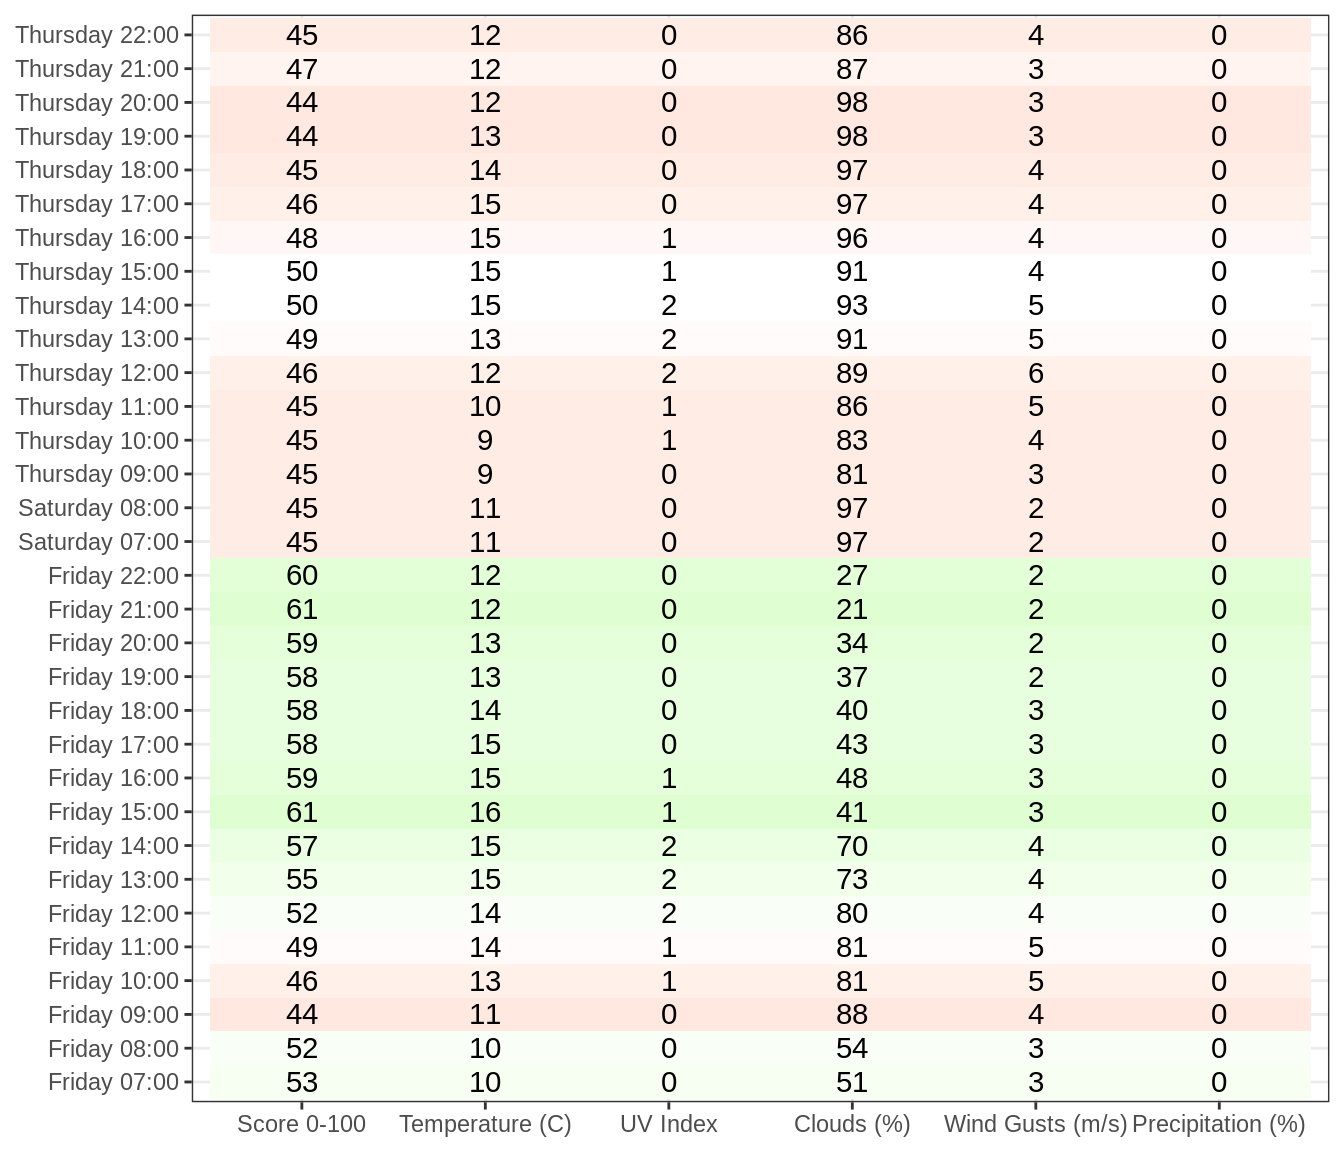 Thursday 22:00 45 12 0 86 4 0
Thursday 21:00 47 12 0 87 3 0
Thursday 20:00 44 12 0 98 3 0
Thursday 19:00 44 13 0 98 3 0
Thursday 18:00 45 14 0 97 4 0
Thursday 17:00 46 15 0 97 4 0
Thursday 16:00 48 15 1 96 4 0
Thursday 15:00 50 15 1 91 4 0
Thursday 14:00 50 15 2 93 5 0
Thursday 13:00 49 13 2 91 5 0
Thursday 12:00 46 12 2 89 6 0
Thursday 11:00 45 10 1 86 5 0
Thursday 10:00 45 9 1 83 4 0
Thursday 09:00 45 9 0 81 3 0
Saturday 08:00 45 11 0 97 2 0
Saturday 07:00 45 11 0 97 2 0
Friday 22:00 60 12 0 27 2 0
Friday 21:00 61 12 0 21 2 0
Friday 20:00 59 13 0 34 2 0
Friday 19:00 58 13 0 37 2 0
Friday 18:00 58 14 0 40 3 0
Friday 17:00 58 15 0 43 3 0
Friday 16:00 59 15 1 48 3 0
Friday 15:00 61 16 1 41 3 0
Friday 14:00 57 15 2 70 4 0
Friday 13:00 55 15 2 73 4 0
Friday 12:00 52 14 2 80 4 0
Friday 11:00 49 14 1 81 5 0
Friday 10:00 46 13 1 81 5 0
Friday 09:00 44 11 0 88 4 0
Friday 08:00 52 10 0 54 3 0
Friday 07:00 53 10 0 51 3 0
Score 0-100 Temperature (C) UV Index Clouds (%) Wind Gusts (m/s) Precipitation (%)